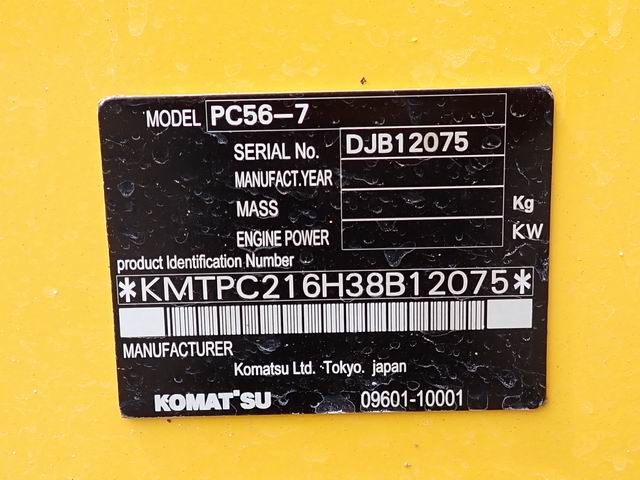 MODEL PC56-7
SERIAL No. DJB12075
MANUFACT.YEAR
MASS Kg
ENGINE POWER KW
product Identification Number
*KMTPC216H38B12075*
MANUFACTURER
Komatsu Ltd. Tokyo. japan
KOMATSU 09601-10001